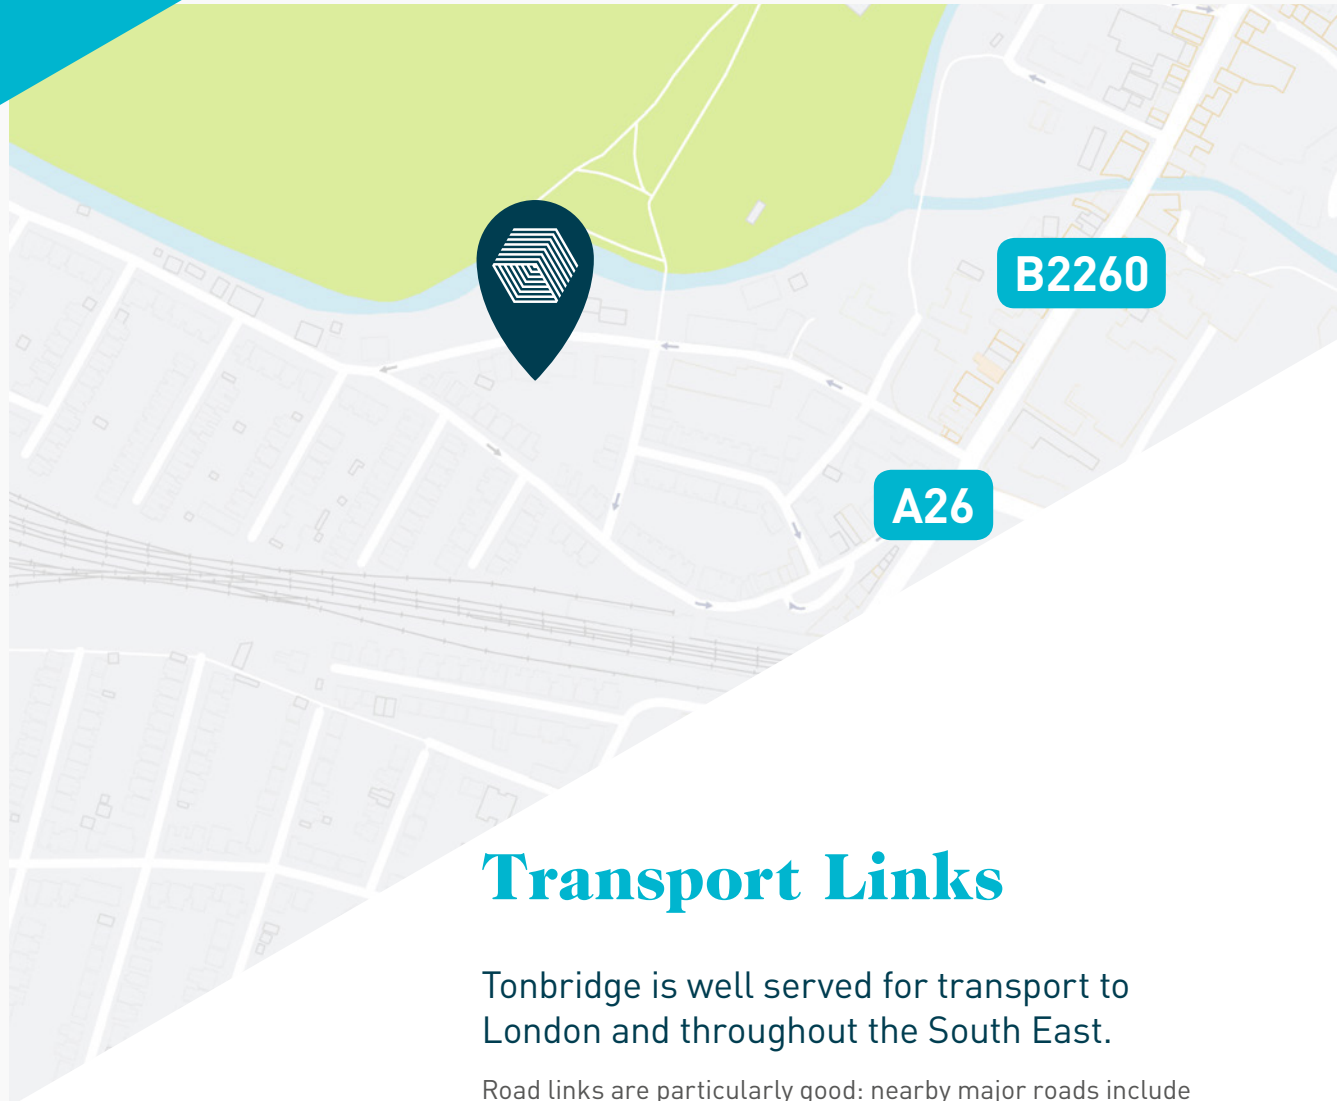 B2260
A26
Transport Links
Tonbridge is well served for transport to
London and throughout the South East.
Road links are particularly good: nearby major roads include